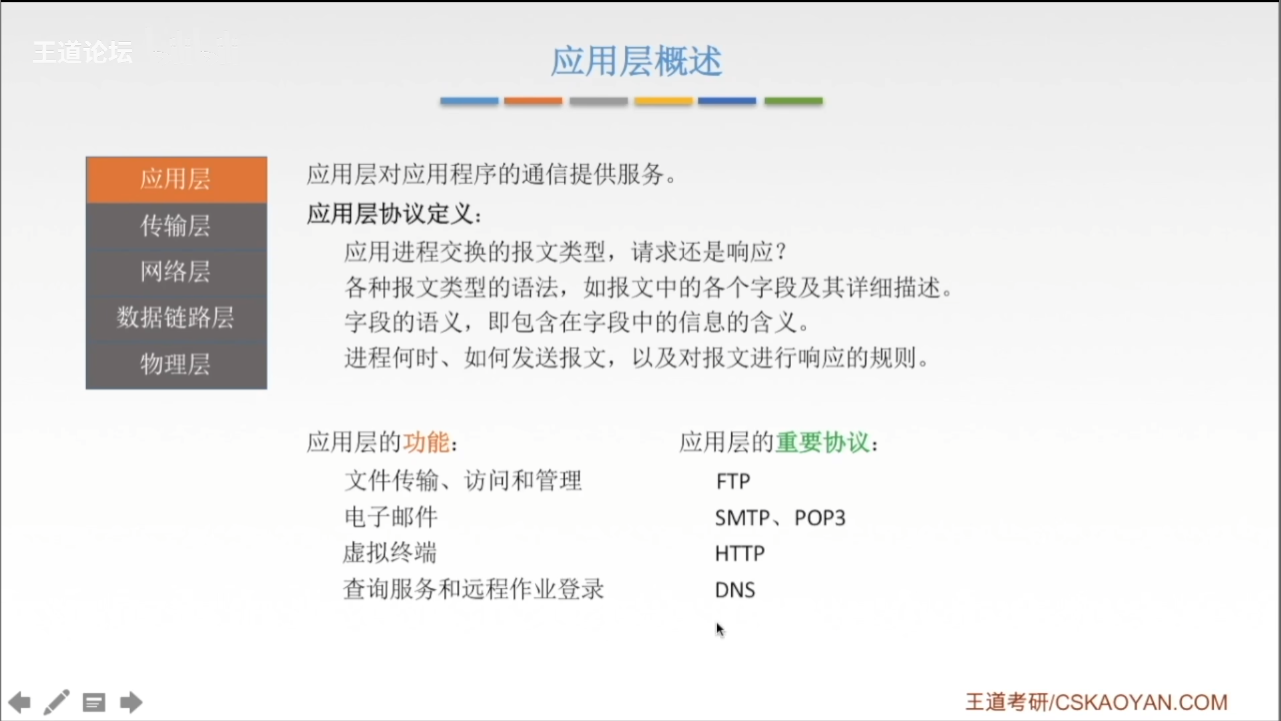 王道论坛
应用层概述
应用层
传输层
网络层
数据链路层
物理层
应用层对应用程序的通信提供服务。
应用层协议定义：
应用进程交换的报文类型，请求还是响应？
各种报文类型的语法，如报文中的各个字段及其详细描述。
字段的语义，即包含在字段中的信息的含义。
进程何时、如何发送报文，以及对报文进行响应的规则。
应用层的功能：
文件传输、访问和管理
电子邮件
虚拟终端
查询服务和远程作业登录
应用层的重要协议：
FTP
SMTP、POP3
HTTP
DNS
王道考研/CSKAOYAN.COM